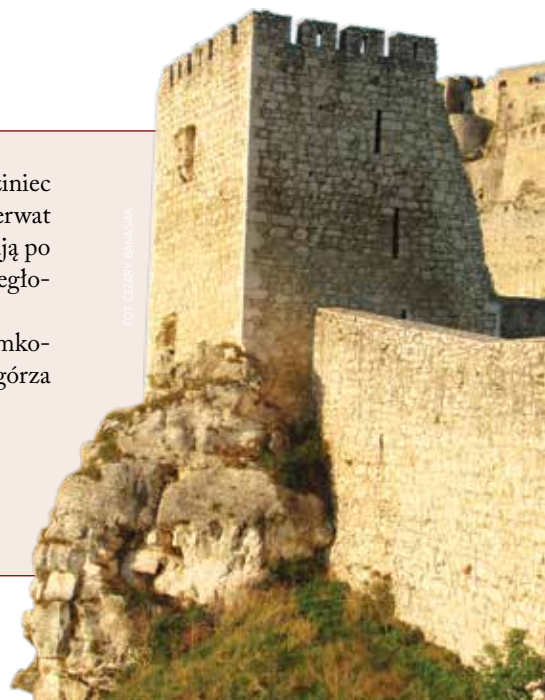 ziniec
erwat
ją po
egło-
mko-
górza
FOT. CEZARY BANASIAK